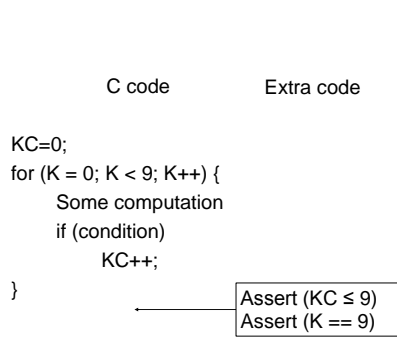 C code Extra code
KC=0;
for (K = 0; K < 9; K++) {
Some computation
if (condition)
KC++;
}
Assert (KC ≤ 9)
Assert (K == 9)